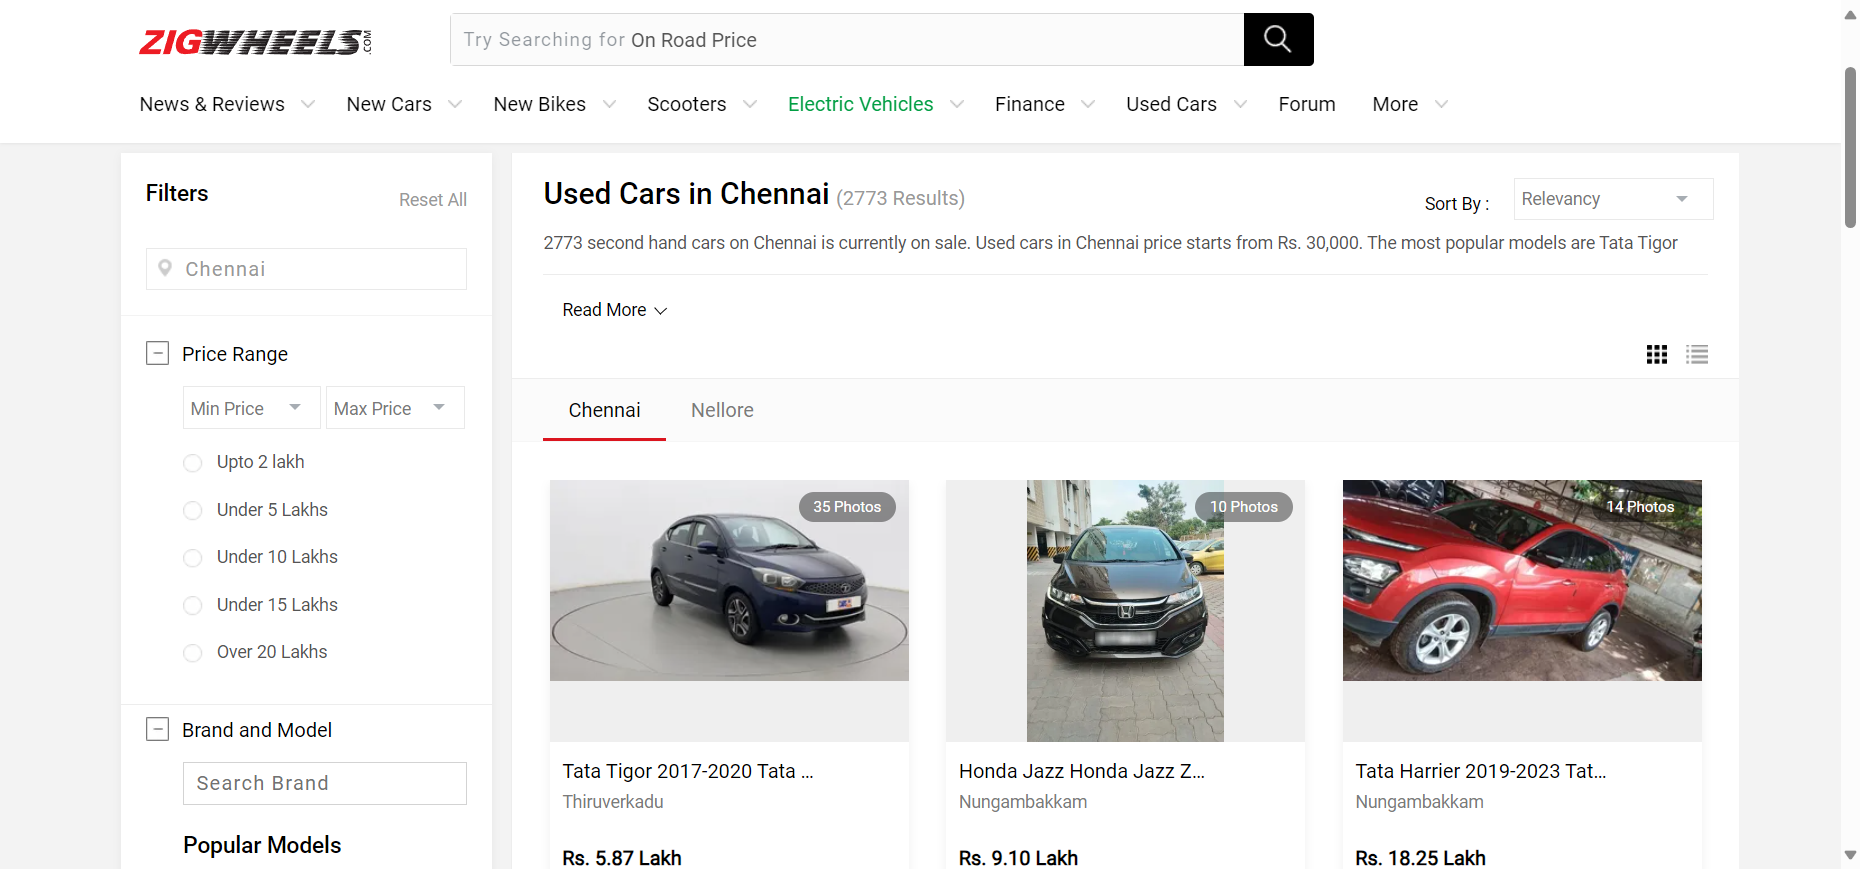 ZIGWHEELS.COM
Try Searching for On Road Price
News & Reviews New Cars New Bikes Scooters Electric Vehicles Finance Used Cars Forum More
Filters
Reset All
Chennai
Price Range
Min Price Max Price
Upto 2 lakh
Under 5 Lakhs
Under 10 Lakhs
Under 15 Lakhs
Over 20 Lakhs
Brand and Model
Search Brand
Popular Models
Used Cars in Chennai (2773 Results)
Sort By : Relevancy
2773 second hand cars on Chennai is currently on sale. Used cars in Chennai price starts from Rs. 30,000. The most popular models are Tata Tigor
Read More
Chennai Nellore
35 Photos
Tata Tigor 2017-2020 Tata ...
Thiruverkadu
Rs. 5.87 Lakh
10 Photos
Honda Jazz Honda Jazz Z...
Nungambakkam
Rs. 9.10 Lakh
14 Photos
Tata Harrier 2019-2023 Tat...
Nungambakkam
Rs. 18.25 Lakh